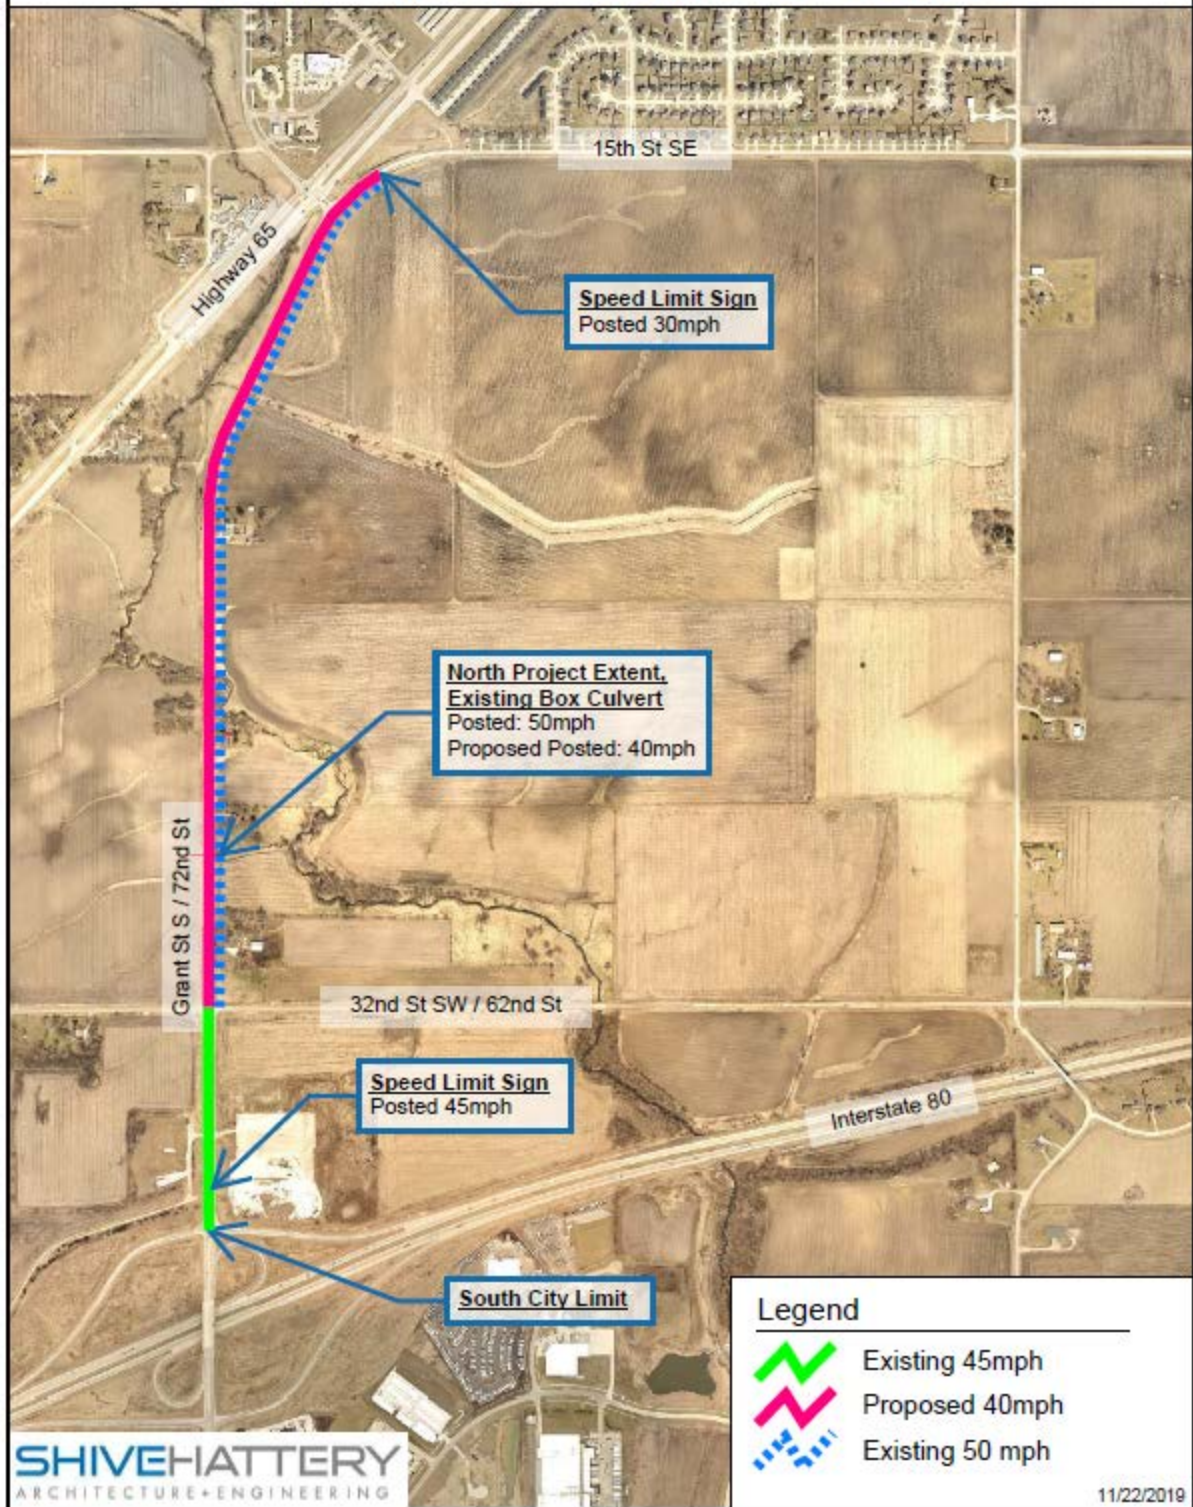 15th St SE
Highway 65
Speed Limit Sign
Posted 30mph
North Project Extent,
Existing Box Culvert
Posted: 50mph
Proposed Posted: 40mph
Grant St S / 72nd St
32nd St SW / 62nd St
Speed Limit Sign
Posted 45mph
Interstate 80
South City Limit
Legend
Existing 45mph
Proposed 40mph
Existing 50 mph
SHIVEHATTERY
ARCHITECTURE+ENGINEERING
11/22/2019